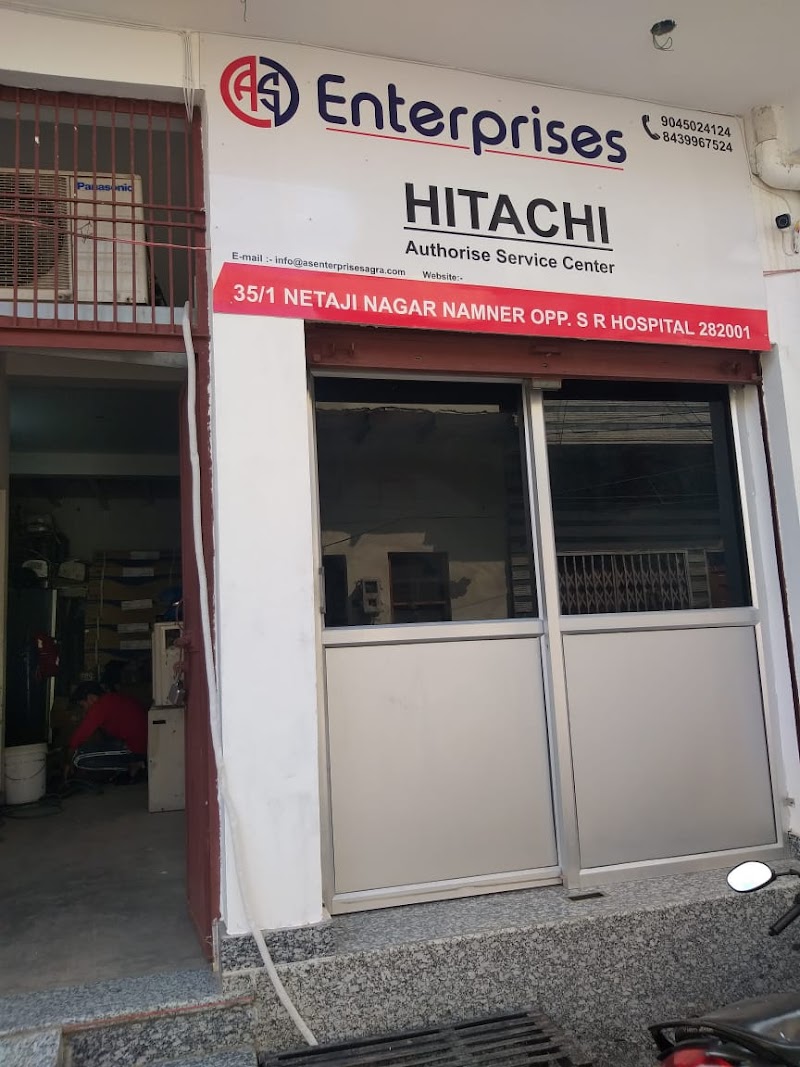 AS Enterprises
9045024124
8439967524
HITACHI
Authorise Service Center
E-mail :- info@asenterprisesagra.com Website:-
35/1 NETAJI NAGAR NAMNER OPP. S R HOSPITAL 282001
Panasonic